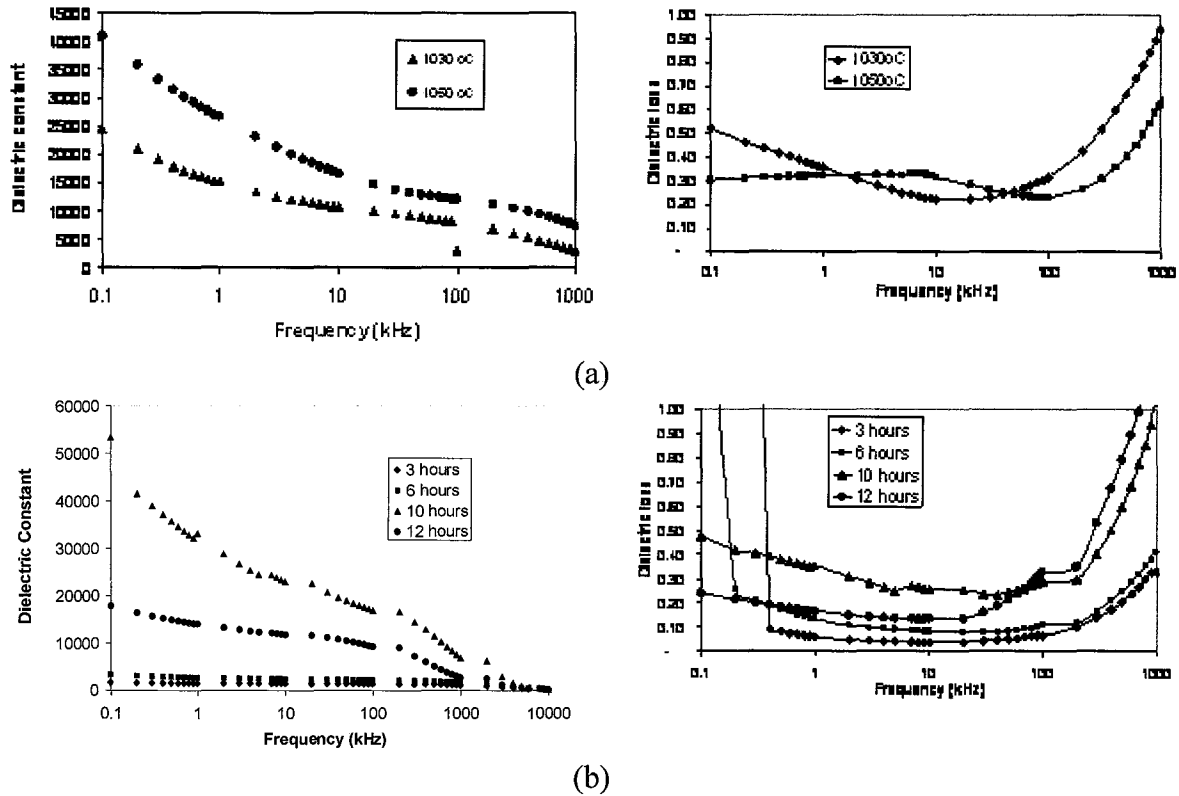 45000
40000
35000
30000
25000
20000
15000
10000
5000
0
Dielectric constant
1030 oC
1050 oC
0.1 1 10 100 1000
Frequency (kHz)
1.00
0.90
0.80
0.70
0.60
0.50
0.40
0.30
0.20
0.10
-
Dielectric loss
1030oC
1050oC
0.1 1 10 100 1000
Frequency (kHz)
(a)
60000
50000
40000
30000
20000
10000
0
Dielectric Constant
3 hours
6 hours
10 hours
12 hours
0.1 1 10 100 1000 10000
Frequency (kHz)
1.00
0.90
0.80
0.70
0.60
0.50
0.40
0.30
0.20
0.10
-
Dielectric loss
3 hours
6 hours
10 hours
12 hours
0.1 1 10 100 1000
Frequency (kHz)
(b)